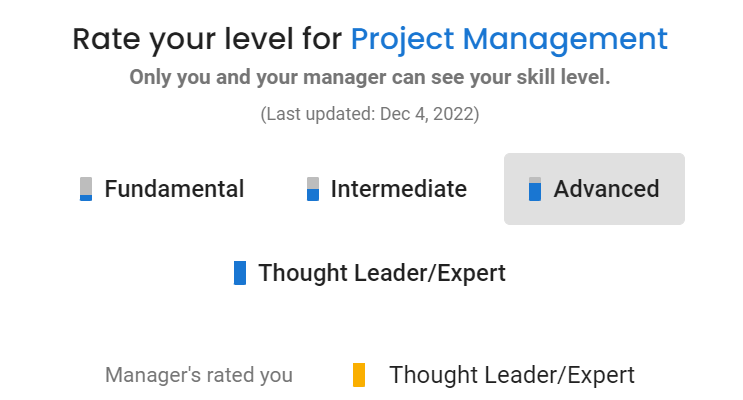 Rate your level for Project Management
Only you and your manager can see your skill level.
(Last updated: Dec 4, 2022)
Fundamental Intermediate Advanced
Thought Leader/Expert
Manager's rated you Thought Leader/Expert